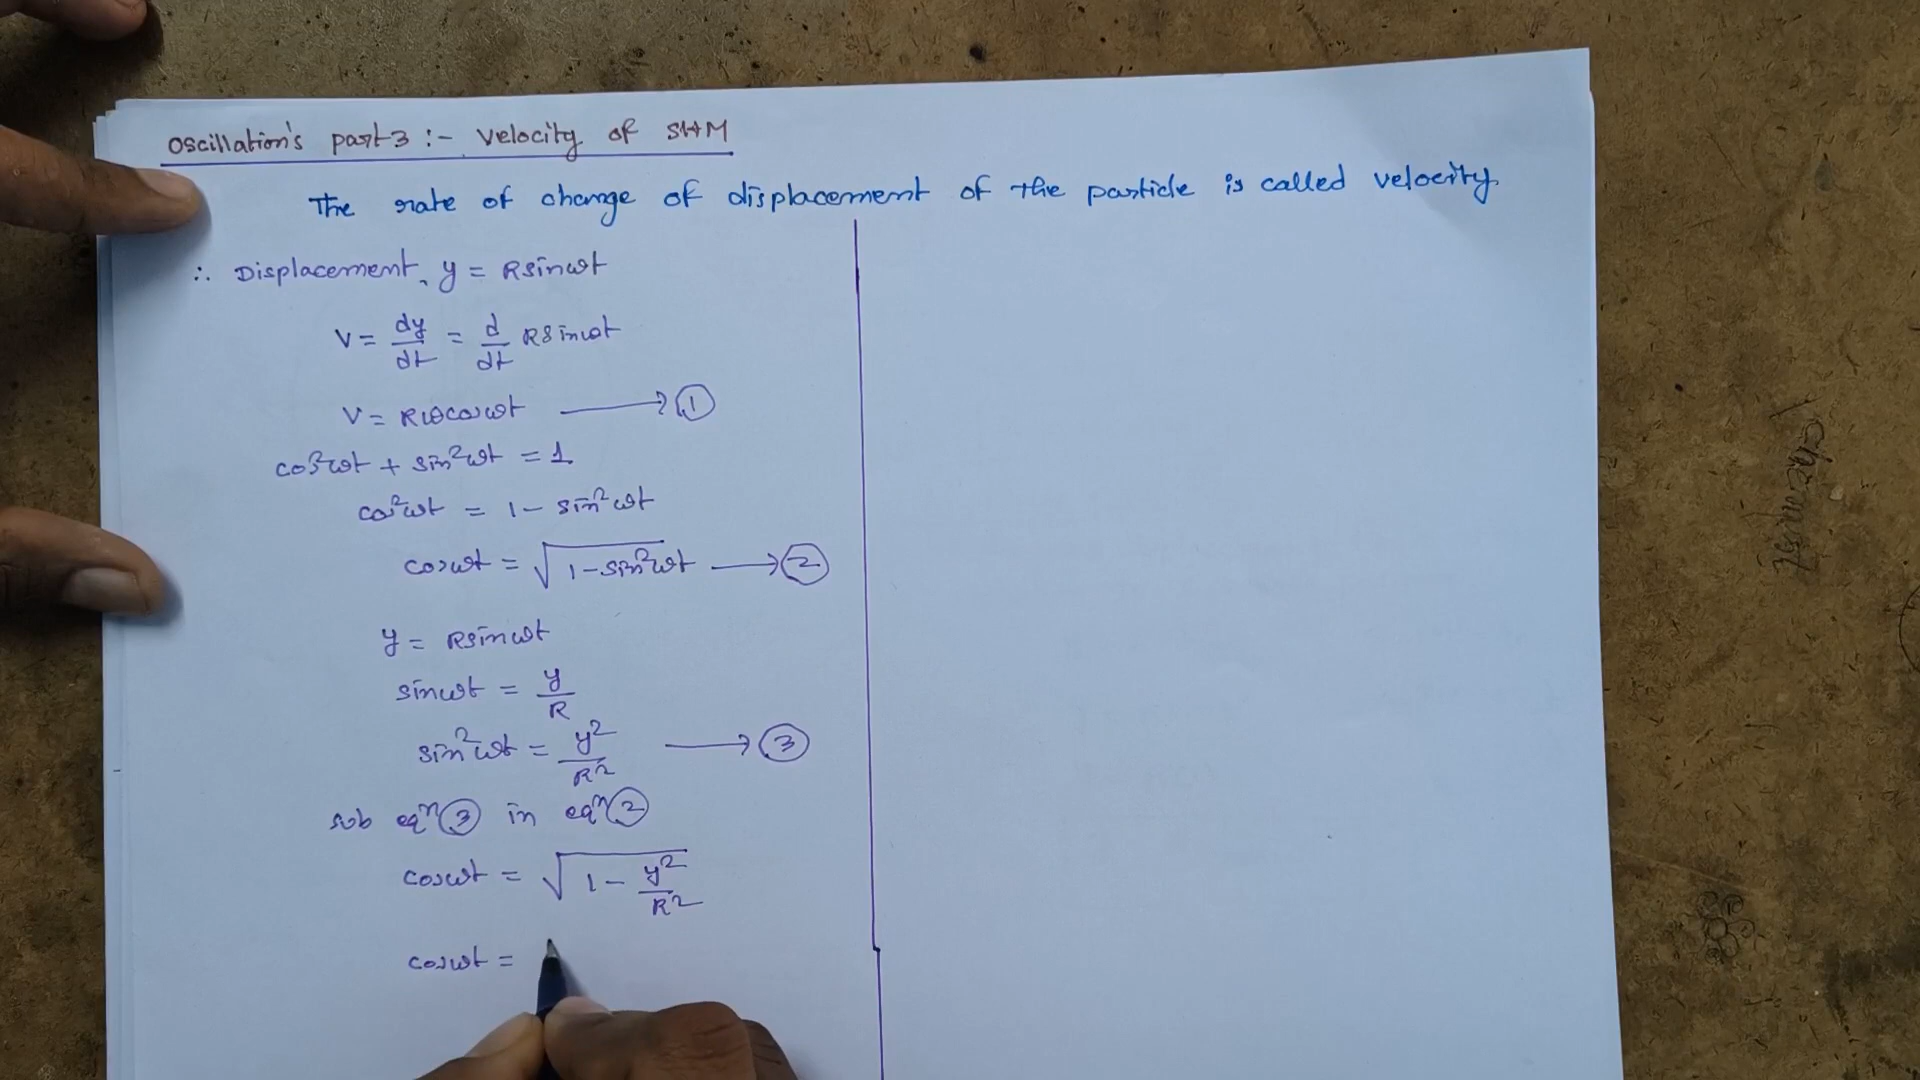 Oscillation's part 3 :- Velocity of SHM
The rate of change of displacement of the particle is called velocity.
∴ Displacement, y = Rsinωt
V = dy/dt = d/dt Rsinωt
V = Rωcosωt ⟶ ①
cos²ωt + sin²ωt = 1
cos²ωt = 1 - sin²ωt
cosωt = √1-sin²ωt ⟶ ②
y = Rsinωt
sinωt = y/R
sin²ωt = y²/R² ⟶ ③
sub eqⁿ ③ in eqⁿ ②
cosωt = √1 - y²/R²
cosωt =